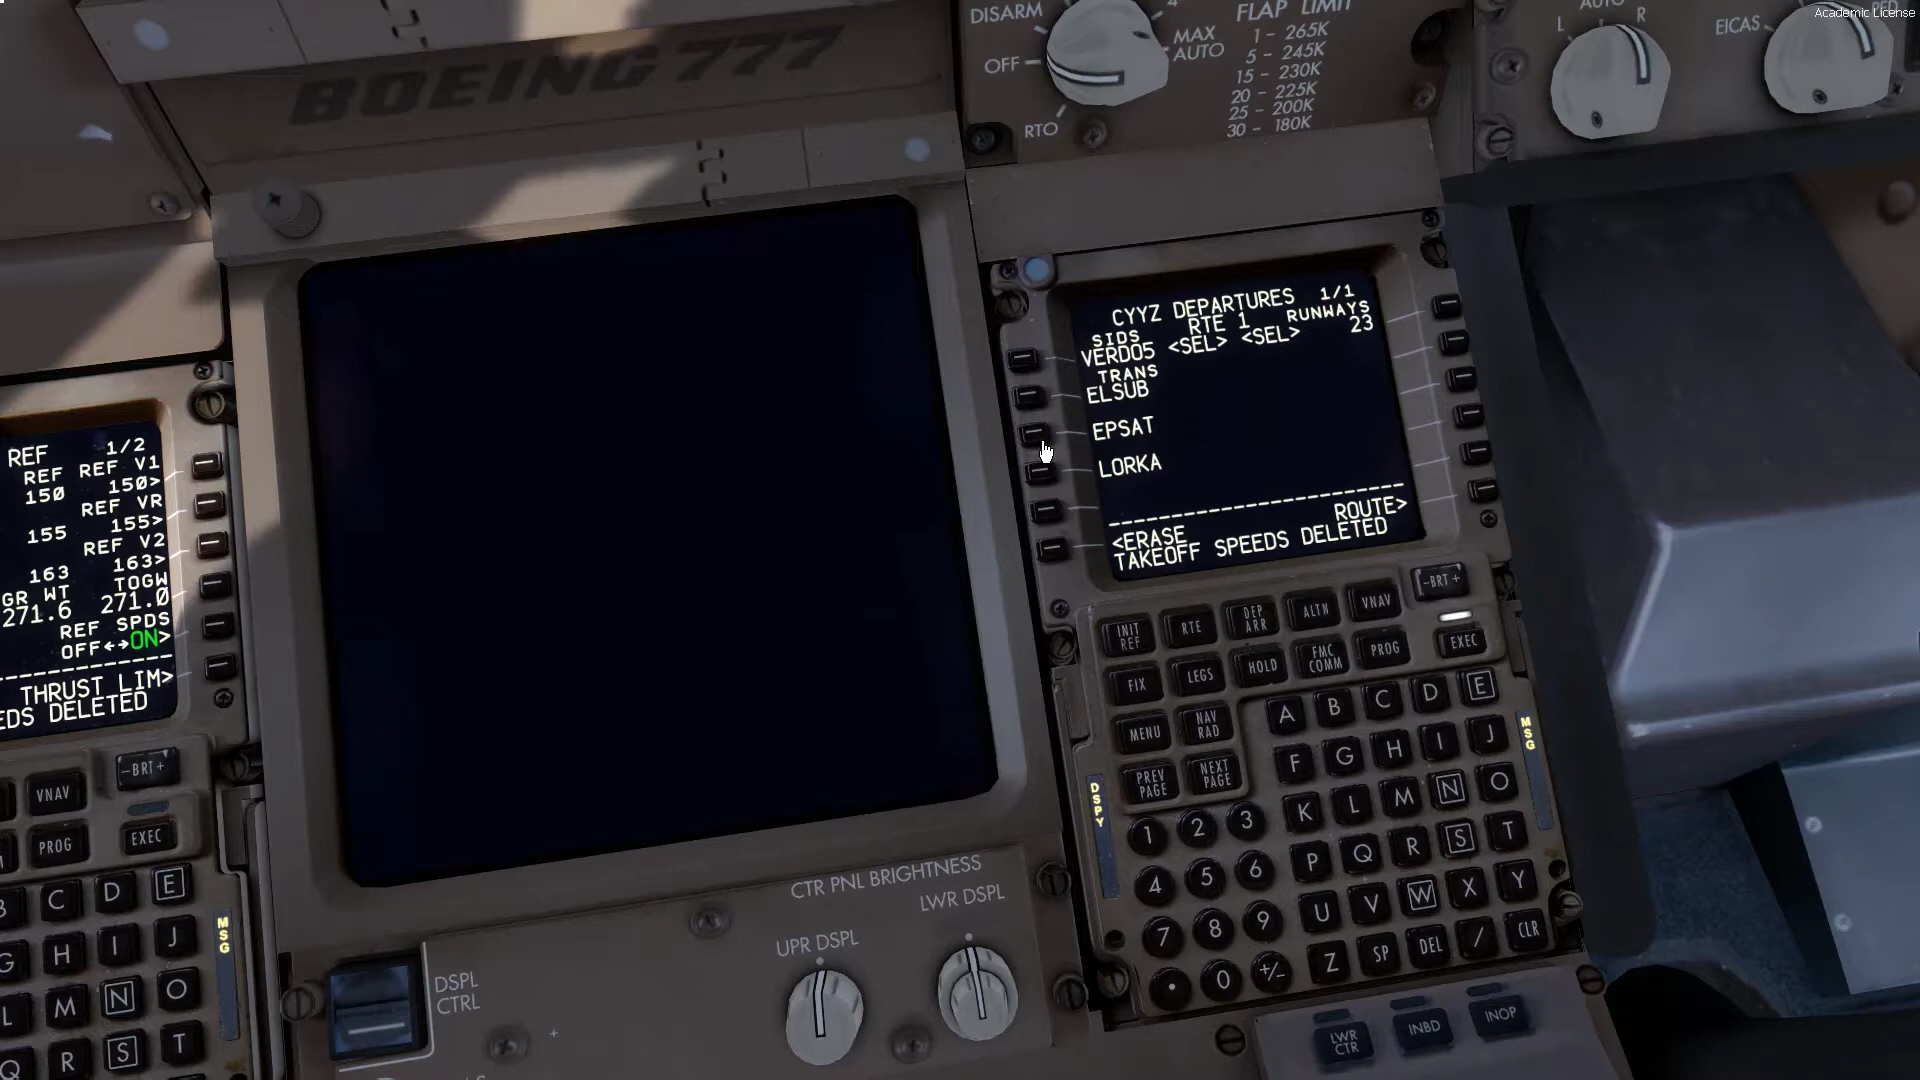 Academic License
BOEING 777
DISARM
OFF
RTO
4
MAX
AUTO
FLAP LIMIT
1 - 265K
5 - 245K
15 - 230K
20 - 225K
25 - 200K
30 - 180K
AUTO
L
R
EICAS
CYYZ DEPARTURES 1/1
SIDS RTE 1 RUNWAYS
VERDO5 <SEL> <SEL> 23
TRANS
ELSUB
EPSAT
LORKA
ROUTE>
<ERASE
TAKEOFF SPEEDS DELETED
REF 1/2
REF REF V1
150 150>
REF VR
155 155>
REF V2
163 163>
GR WT TOGW
271.6 271.0
REF SPDS
OFF↔ON>
THRUST LIM>
EDS DELETED
-BRT+
VNAV
PROG
EXEC
C D E
G H I J
L M N O
Q R S T
MSG
INIT REF
RTE
DEP ARR
ALTN
VNAV
-BRT+
FIX
LEGS
HOLD
FMC COMM
PROG
EXEC
MENU
NAV RAD
PREV PAGE
NEXT PAGE
A B C D E
F G H I J
K L M N O
P Q R S T
U V W X Y
Z SP DEL / CLR
1 2 3
4 5 6
7 8 9
. 0 +/-
DSPY
MSG
CTR PNL BRIGHTNESS
UPR DSPL
LWR DSPL
DSPL CTRL
LWR CTR
INBD
INOP